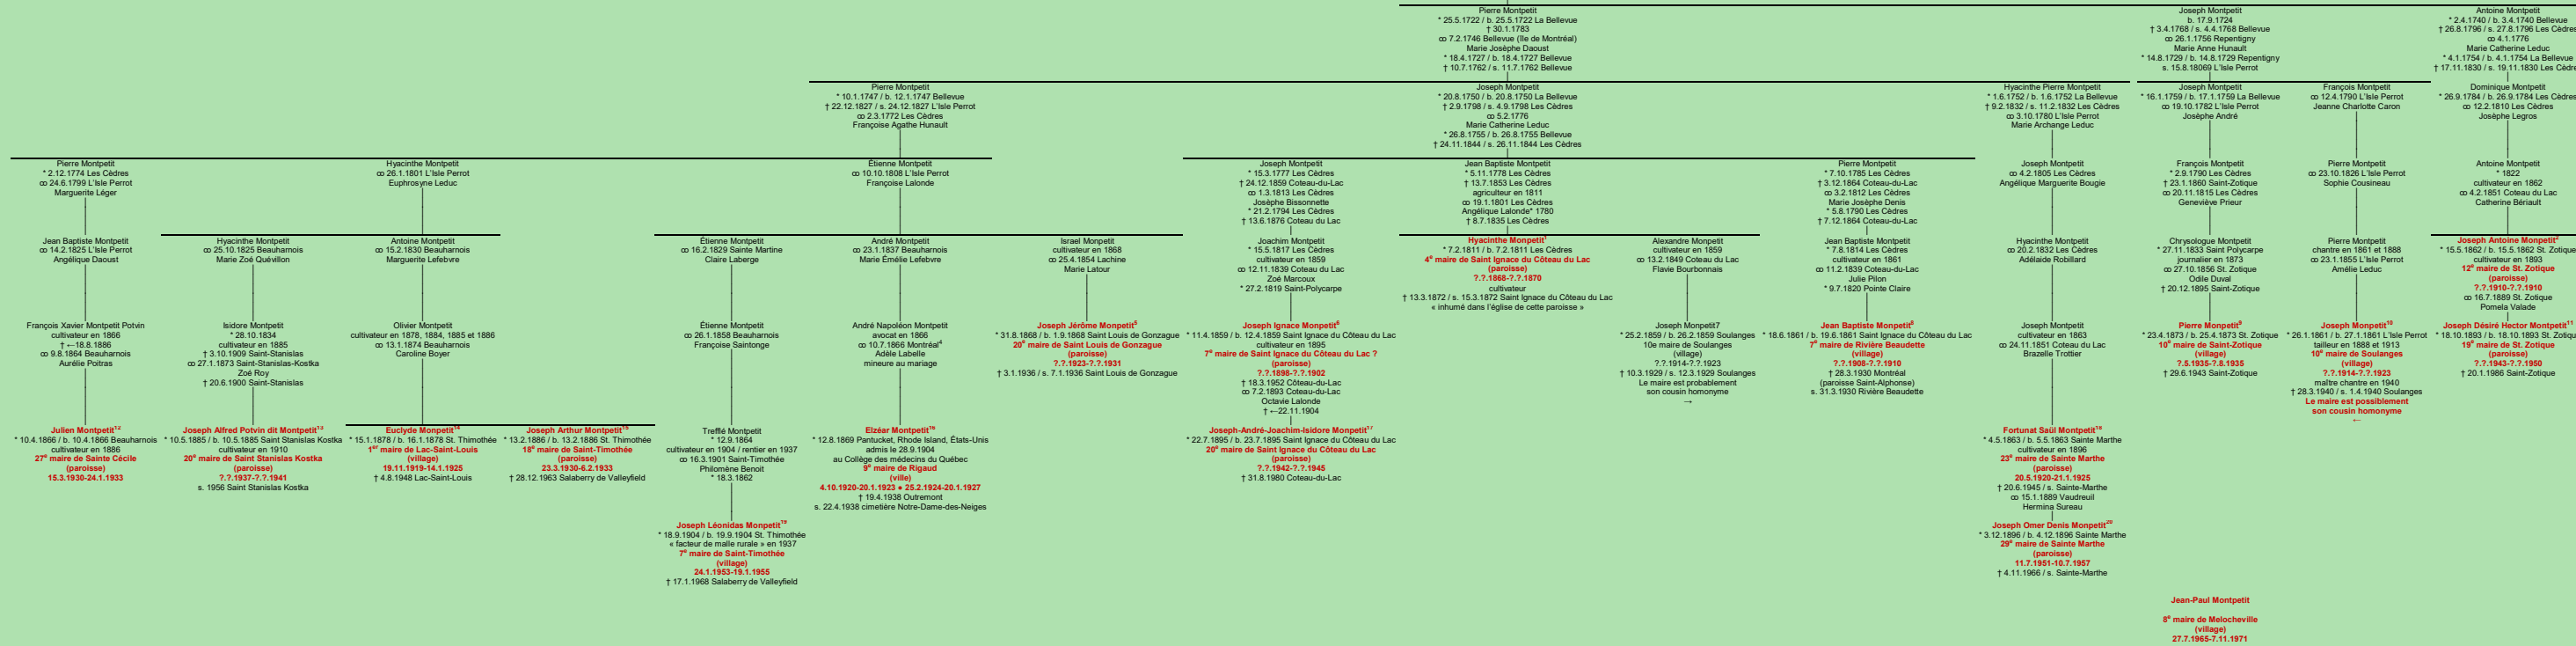 Pierre Montpetit
* 25.5.1722 / b. 25.5.1722 La Bellevue
† 30.1.1783
ꝏ 7.2.1746 Bellevue (Île de Montréal)
Marie Josèphe Daoust
* 18.4.1727 / b. 18.4.1727 Bellevue
† 10.7.1762 / s. 11.7.1762 Bellevue
Joseph Montpetit
b. 17.9.1724
† 3.4.1768 / s. 4.4.1768 Bellevue
ꝏ 26.1.1756 Repentigny
Marie Anne Hunault
* 14.8.1729 / b. 14.8.1729 Repentigny
s. 15.8.18069 L'Isle Perrot
Antoine Montpetit
* 2.4.1740 / b. 3.4.1740 Bellevue
† 26.8.1796 / s. 27.8.1796 Les Cèdres
ꝏ 4.1.1776
Marie Catherine Leduc
* 4.1.1754 / b. 4.1.1754 La Bellevue
† 17.11.1830 / s. 19.11.1830 Les Cèdre
Pierre Montpetit
* 10.1.1747 / b. 12.1.1747 Bellevue
† 22.12.1827 / s. 24.12.1827 L'Isle Perrot
ꝏ 2.3.1772 Les Cèdres
Françoise Agathe Hunault
Joseph Montpetit
* 20.8.1750 / b. 20.8.1750 La Bellevue
† 2.9.1798 / s. 4.9.1798 Les Cèdres
ꝏ 5.2.1776
Marie Catherine Leduc
* 26.8.1755 / b. 26.8.1755 Bellevue
† 24.11.1844 / s. 26.11.1844 Les Cèdres
Hyacinthe Pierre Montpetit
* 1.6.1752 / b. 1.6.1752 La Bellevue
† 9.2.1832 / s. 11.2.1832 Les Cèdres
ꝏ 3.10.1780 L'Isle Perrot
Marie Archange Leduc
Joseph Montpetit
* 16.1.1759 / b. 17.1.1759 La Bellevue
ꝏ 19.10.1782 L'Isle Perrot
Josèphe André
François Montpetit
ꝏ 12.4.1790 L'Isle Perrot
Jeanne Charlotte Caron
Dominique Montpetit
* 26.9.1784 / b. 26.9.1784 Les Cèdres
ꝏ 12.2.1810 Les Cèdres
Josèphe Legros
Pierre Montpetit
* 2.12.1774 Les Cèdres
ꝏ 24.6.1799 L'Isle Perrot
Marguerite Léger
Hyacinthe Montpetit
ꝏ 26.1.1801 L'Isle Perrot
Euphrosyne Leduc
Étienne Montpetit
ꝏ 10.10.1808 L'Isle Perrot
Françoise Lalonde
Joseph Montpetit
* 15.3.1777 Les Cèdres
† 24.12.1859 Coteau-du-Lac
ꝏ 1.3.1813 Les Cèdres
Josèphe Bissonnette
* 21.2.1794 Les Cèdres
† 13.6.1876 Coteau du Lac
Jean Baptiste Montpetit
* 5.11.1778 Les Cèdres
† 13.7.1853 Les Cèdres
agriculteur en 1811
ꝏ 19.1.1801 Les Cèdres
Angélique Lalonde* 1780
† 8.7.1835 Les Cèdres
Pierre Montpetit
* 7.10.1785 Les Cèdres
† 3.12.1864 Coteau-du-Lac
ꝏ 3.2.1812 Les Cèdres
Marie Josèphe Denis
* 5.8.1790 Les Cèdres
† 7.12.1864 Coteau-du-Lac
Joseph Montpetit
ꝏ 4.2.1805 Les Cèdres
Angélique Marguerite Bougie
François Montpetit
* 2.9.1790 Les Cèdres
† 23.1.1860 Saint-Zotique
ꝏ 20.11.1815 Les Cèdres
Geneviève Prieur
Pierre Montpetit
ꝏ 23.10.1826 L'Isle Perrot
Sophie Cousineau
Antoine Montpetit
* 1822
cultivateur en 1862
ꝏ 4.2.1851 Coteau du Lac
Catherine Bériault
Jean Baptiste Montpetit
ꝏ 14.2.1825 L'Isle Perrot
Angélique Daoust
Hyacinthe Montpetit
ꝏ 25.10.1825 Beauharnois
Marie Zoé Quévillon
Antoine Montpetit
ꝏ 15.2.1830 Beauharnois
Marguerite Lefebvre
Étienne Montpetit
ꝏ 16.2.1829 Sainte Martine
Claire Laberge
André Montpetit
ꝏ 23.1.1837 Beauharnois
Marie Émélie Lefebvre
Israel Monpetit
cultivateur en 1868
ꝏ 25.4.1854 Lachine
Marie Latour
Joachim Montpetit
* 15.5.1817 Les Cèdres
cultivateur en 1859
ꝏ 12.11.1839 Coteau du Lac
Zoé Marcoux
* 27.2.1819 Saint-Polycarpe
Hyacinthe Montpetit¹
* 7.2.1811 / b. 7.2.1811 Les Cèdres
4e maire de Saint Ignace du Côteau du Lac
(paroisse)
?.?.1868-?.?.1870
cultivateur
† 13.3.1872 / s. 15.3.1872 Saint Ignace du Côteau du Lac
« inhumé dans l'église de cette paroisse »
Alexandre Monpetit
cultivateur en 1859
ꝏ 13.2.1849 Coteau du Lac
Flavie Bourbonnais
Jean Baptiste Montpetit
* 7.8.1814 Les Cèdres
cultivateur en 1861
ꝏ 11.2.1839 Coteau-du-Lac
Julie Pilon
* 9.7.1820 Pointe Claire
Hyacinthe Montpetit
ꝏ 20.2.1832 Les Cèdres
Adélaide Robillard
Chrysologue Montpetit
* 27.11.1833 Saint Polycarpe
journalier en 1873
ꝏ 27.10.1856 St. Zotique
Odile Duval
† 20.12.1895 Saint-Zotique
Pierre Montpetit
chantre en 1861 et 1888
ꝏ 23.1.1855 L'Isle Perrot
Amélie Leduc
Joseph Antoine Monpetit²
* 15.5.1862 / b. 15.5.1862 St. Zotique
cultivateur en 1893
12e maire de St. Zotique
(paroisse)
?.?.1910-?.?.1910
ꝏ 16.7.1889 St. Zotique
Pomela Valade
François Xavier Montpetit Potvin
cultivateur en 1866
† ←18.8.1886
ꝏ 9.8.1864 Beauharnois
Aurélie Poitras
Isidore Montpetit
* 28.10.1834
cultivateur en 1885
† 3.10.1909 Saint-Stanislas
ꝏ 27.1.1873 Saint-Stanislas-Kostka
Zoé Roy
† 20.6.1900 Saint-Stanislas
Olivier Montpetit
cultivateur en 1878, 1884, 1885 et 1886
ꝏ 13.1.1874 Beauharnois
Caroline Boyer
Étienne Montpetit
ꝏ 26.1.1858 Beauharnois
Françoise Saintonge
André Napoléon Montpetit
avocat en 1866
ꝏ 10.7.1866 Montréal⁴
Adèle Labelle
mineure au mariage
Joseph Jérôme Monpetit⁵
* 31.8.1868 / b. 1.9.1868 Saint Louis de Gonzague
20e maire de Saint Louis de Gonzague
(paroisse)
?.?.1923-?.?.1931
† 3.1.1936 / s. 7.1.1936 Saint Louis de Gonzague
Joseph Ignace Monpetit⁶
* 11.4.1859 / b. 12.4.1859 Saint Ignace du Côteau du Lac
cultivateur en 1895
7e maire de Saint Ignace du Côteau du Lac ?
(paroisse)
?.?.1898-?.?.1902
† 18.3.1952 Côteau-du-Lac
ꝏ 7.2.1893 Côteau-du-Lac
Octavie Lalonde
† ←22.11.1904
Joseph Monpetit7
* 25.2.1859 / b. 26.2.1859 Soulanges
10e maire de Soulanges
(village)
?.?.1914-?.?.1923
† 10.3.1929 / s. 12.3.1929 Soulanges
Le maire est probablement
son cousin homonyme
→
Jean Baptiste Monpetit⁸
* 18.6.1861 / b. 19.6.1861 Saint Ignace du Côteau du Lac
7e maire de Rivière Beaudette
(village)
?.?.1908-?.?.1910
† 28.3.1930 Montréal
(paroisse Saint-Alphonse)
s. 31.3.1930 Rivière Beaudette
Joseph Montpetit
cultivateur en 1863
ꝏ 24.11.1851 Coteau du Lac
Brazelle Trottier
Pierre Monpetit⁹
* 23.4.1873 / b. 25.4.1873 St. Zotique
10e maire de Saint-Zotique
(village)
?.5.1935-?.8.1935
† 29.6.1943 Saint-Zotique
Joseph Monpetit¹⁰
* 26.1.1861 / b. 27.1.1861 L'Isle Perrot
tailleur en 1888 et 1913
10e maire de Soulanges
(village)
?.?.1914-?.?.1923
maître chantre en 1940
† 28.3.1940 / s. 1.4.1940 Soulanges
Le maire est possiblement
son cousin homonyme
←
Joseph Désiré Hector Montpetit¹¹
* 18.10.1893 / b. 18.10.1893 St. Zotique
19e maire de St. Zotique
(paroisse)
?.?.1943-?.?.1950
† 20.1.1986 Saint-Zotique
Julien Montpetit¹²
* 10.4.1866 / b. 10.4.1866 Beauharnois
cultivateur en 1886
27e maire de Sainte Cécile
(paroisse)
15.3.1930-24.1.1933
Joseph Alfred Potvin dit Montpetit¹³
* 10.5.1885 / b. 10.5.1885 Saint Stanislas Kostka
cultivateur en 1910
20e maire de Saint Stanislas Kostka
(paroisse)
?.?.1937-?.?.1941
s. 1956 Saint Stanislas Kostka
Euclyde Monpetit¹⁴
* 15.1.1878 / b. 16.1.1878 St. Thimothée
1er maire de Lac-Saint-Louis
(village)
19.11.1919-14.1.1925
† 4.8.1948 Lac-Saint-Louis
Joseph Arthur Montpetit¹⁵
* 13.2.1886 / b. 13.2.1886 St. Thimothée
18e maire de Saint-Timothée
(paroisse)
23.3.1930-6.2.1933
† 28.12.1963 Salaberry de Valleyfield
Trefflé Montpetit
* 12.9.1864
cultivateur en 1904 / rentier en 1937
ꝏ 16.3.1901 Saint-Timothée
Philomène Benoit
* 18.3.1862
Elzéar Montpetit¹⁶
* 12.8.1869 Pantucket, Rhode Island, États-Unis
admis le 28.9.1904
au Collège des médecins du Québec
9e maire de Rigaud
(ville)
4.10.1920-20.1.1923 ● 25.2.1924-20.1.1927
† 19.4.1938 Outremont
s. 22.4.1938 cimetière Notre-Dame-des-Neiges
Joseph-André-Joachim-Isidore Monpetit¹⁷
* 22.7.1895 / b. 23.7.1895 Saint Ignace du Côteau du Lac
20e maire de Saint Ignace du Côteau du Lac
(paroisse)
?.?.1942-?.?.1945
† 31.8.1980 Coteau-du-Lac
Fortunat Saül Monpetit¹⁸
* 4.5.1863 / b. 5.5.1863 Sainte Marthe
cultivateur en 1896
23e maire de Sainte Marthe
(paroisse)
20.5.1920-21.1.1925
† 20.6.1945 / s. Sainte-Marthe
ꝏ 15.1.1889 Vaudreuil
Hermina Sureau
Joseph Léonidas Monpetit¹⁹
* 18.9.1904 / b. 19.9.1904 St. Thimothée
« facteur de malle rurale » en 1937
7e maire de Saint-Timothée
(village)
24.1.1953-19.1.1955
† 17.1.1968 Salaberry de Valleyfield
Joseph Omer Denis Monpetit²⁰
* 3.12.1896 / b. 4.12.1896 Sainte Marthe
29e maire de Sainte Marthe
(paroisse)
11.7.1951-10.7.1957
† 4.11.1966 / s. Sainte-Marthe
Jean-Paul Montpetit
8e maire de Melocheville
(village)
27.7.1965-7.11.1971